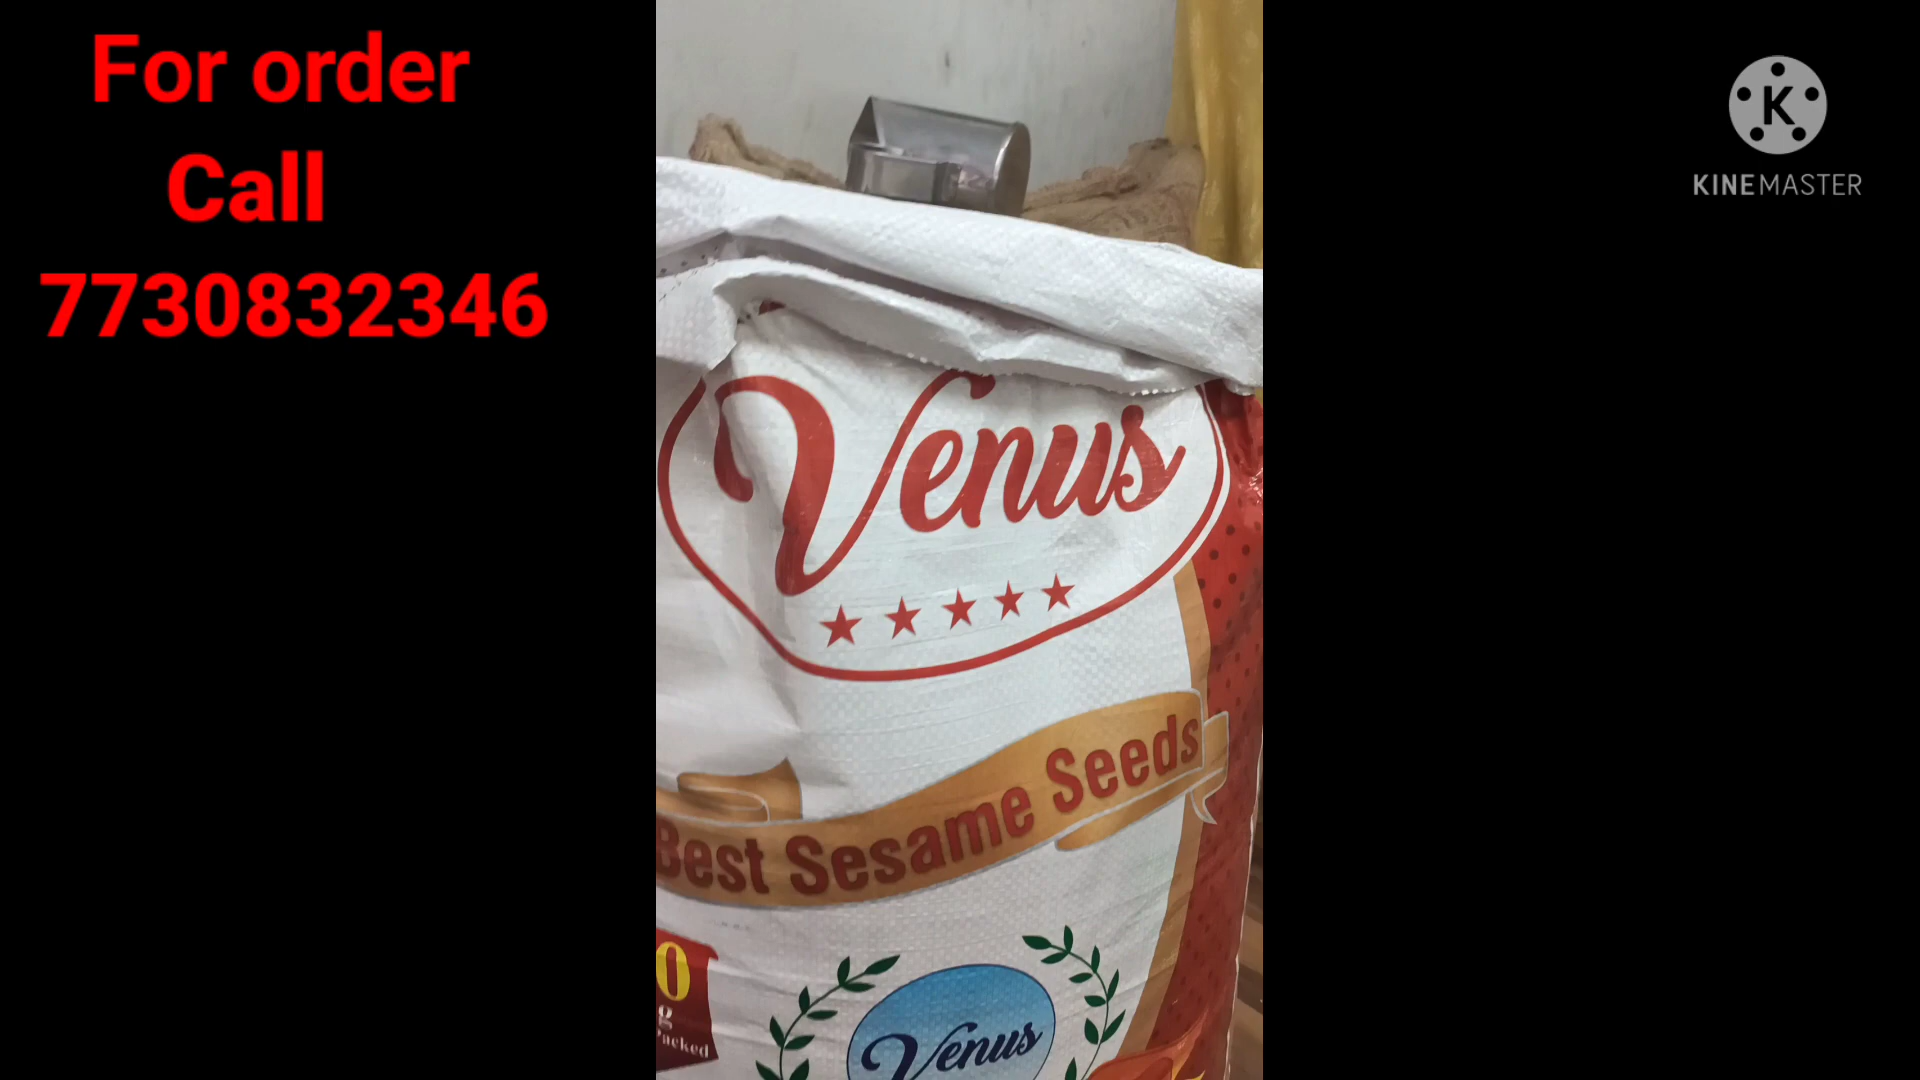 For order
Call
7730832346
KINEMASTER
Venus
Best Sesame Seeds
Venus